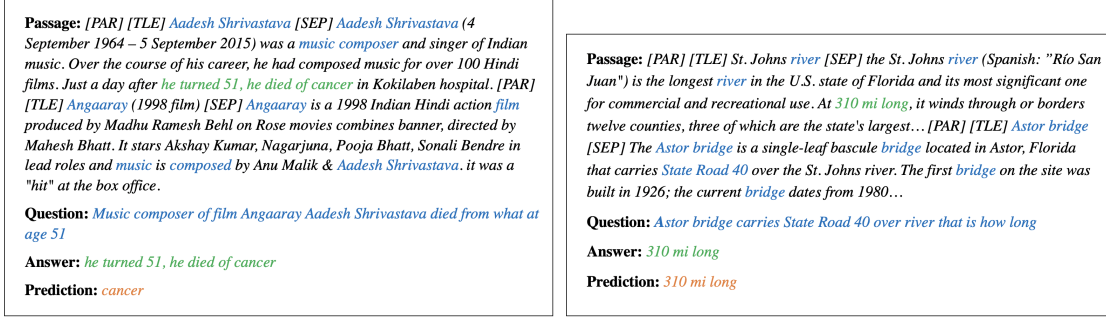 Passage: [PAR] [TLE] Aadesh Shrivastava [SEP] Aadesh Shrivastava (4
September 1964 – 5 September 2015) was a music composer and singer of Indian
music. Over the course of his career, he had composed music for over 100 Hindi
films. Just a day after he turned 51, he died of cancer in Kokilaben hospital. [PAR]
[TLE] Angaaray (1998 film) [SEP] Angaaray is a 1998 Indian Hindi action film
produced by Madhu Ramesh Behl on Rose movies combines banner, directed by
Mahesh Bhatt. It stars Akshay Kumar, Nagarjuna, Pooja Bhatt, Sonali Bendre in
lead roles and music is composed by Anu Malik & Aadesh Shrivastava. it was a
"hit" at the box office.
Question: Music composer of film Angaaray Aadesh Shrivastava died from what at
age 51
Answer: he turned 51, he died of cancer
Prediction: cancer
Passage: [PAR] [TLE] St. Johns river [SEP] the St. Johns river (Spanish: "Río San
Juan") is the longest river in the U.S. state of Florida and its most significant one
for commercial and recreational use. At 310 mi long, it winds through or borders
twelve counties, three of which are the state's largest… [PAR] [TLE] Astor bridge
[SEP] The Astor bridge is a single-leaf bascule bridge located in Astor, Florida
that carries State Road 40 over the St. Johns river. The first bridge on the site was
built in 1926; the current bridge dates from 1980…
Question: Astor bridge carries State Road 40 over river that is how long
Answer: 310 mi long
Prediction: 310 mi long